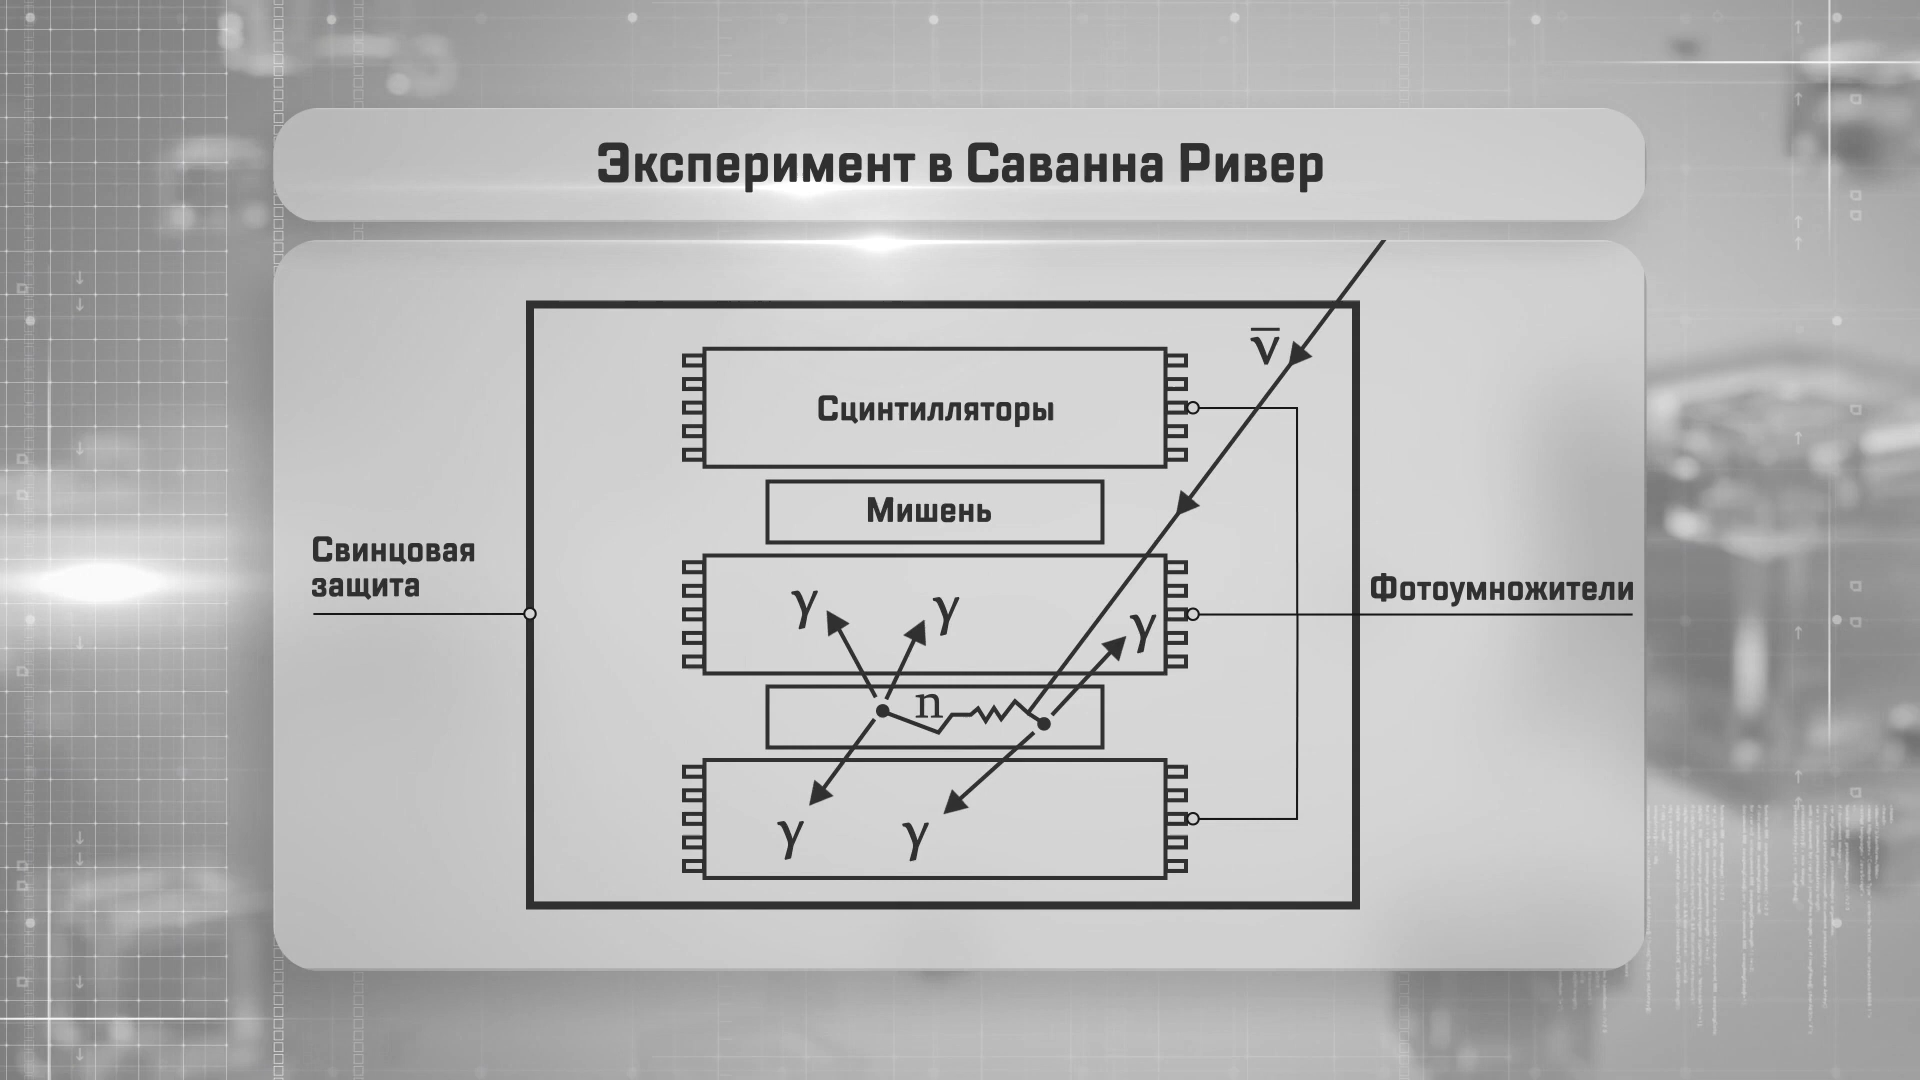 Эксперимент в Саванна Ривер
ν̅
Сцинтилляторы
Мишень
Свинцовая
защита
Фотоумножители
γ
γ
γ
n
γ
γ